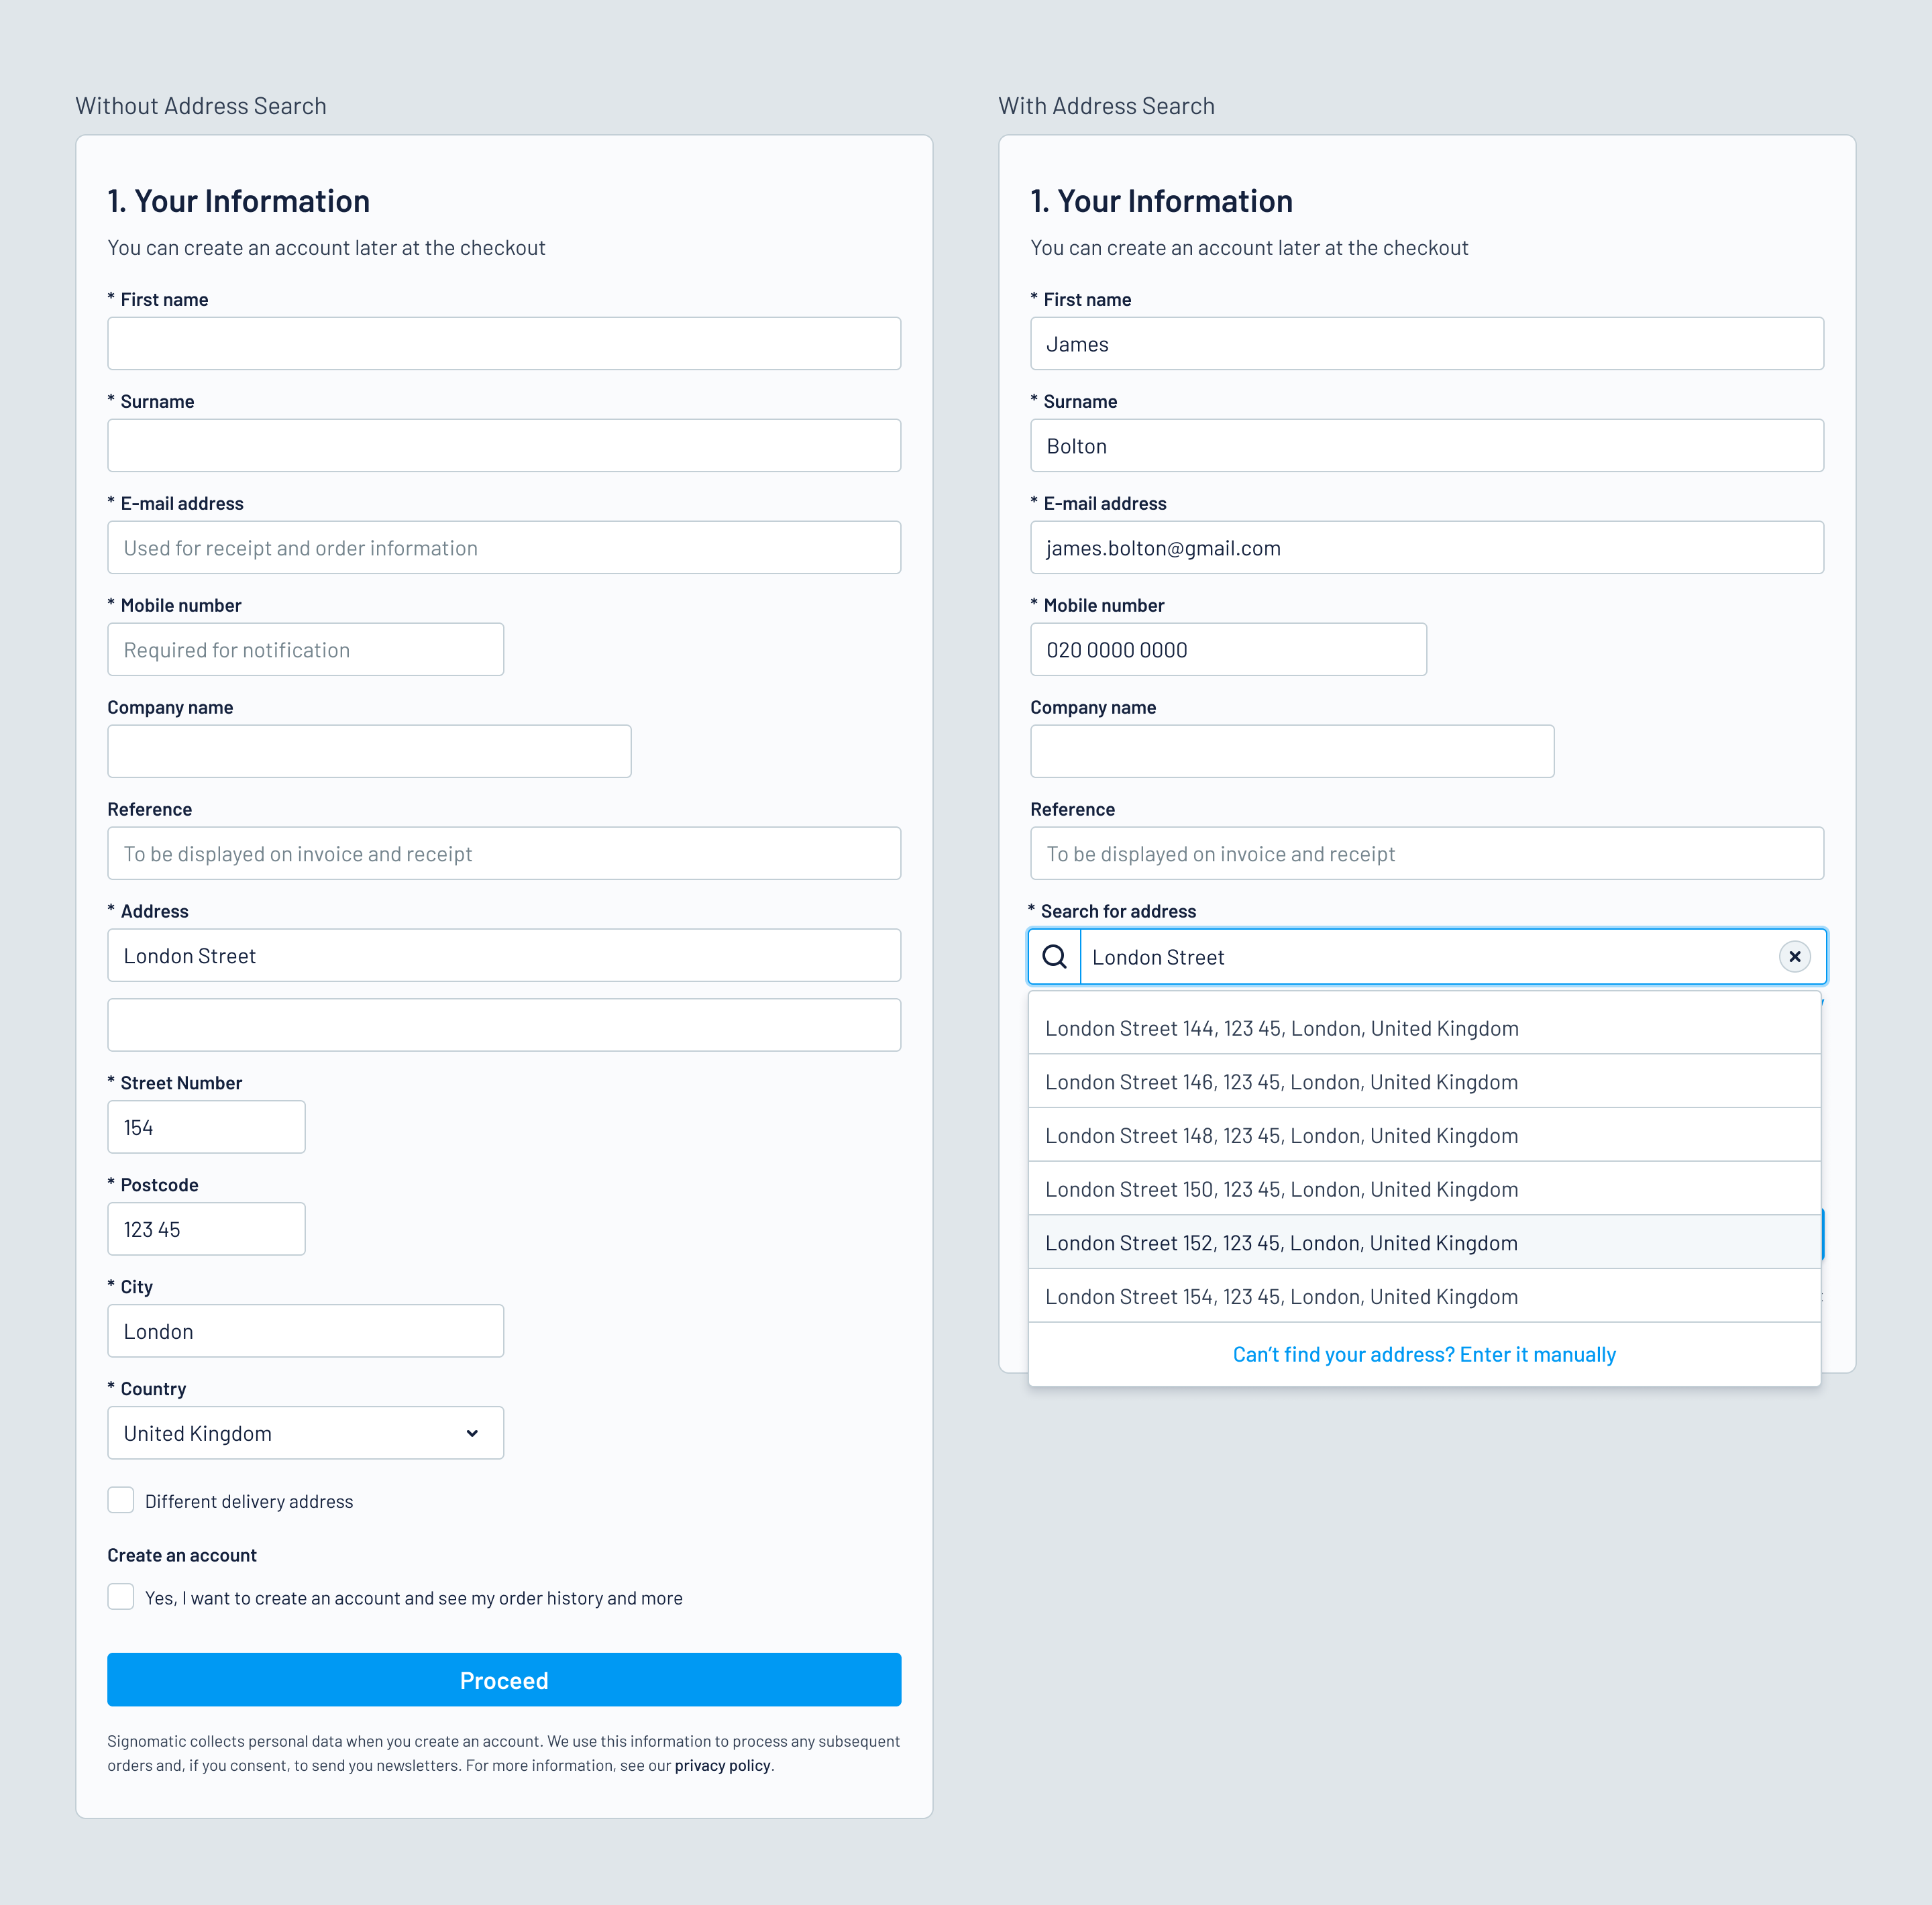 Without Address Search
1. Your Information
You can create an account later at the checkout
* First name
* Surname
* E-mail address
Used for receipt and order information
* Mobile number
Required for notification
Company name
Reference
To be displayed on invoice and receipt
* Address
London Street
* Street Number
154
* Postcode
123 45
* City
London
* Country
United Kingdom
Different delivery address
Create an account
Yes, I want to create an account and see my order history and more
Proceed
Signomatic collects personal data when you create an account. We use this information to process any subsequent
orders and, if you consent, to send you newsletters. For more information, see our privacy policy.
With Address Search
1. Your Information
You can create an account later at the checkout
* First name
James
* Surname
Bolton
* E-mail address
james.bolton@gmail.com
* Mobile number
020 0000 0000
Company name
Reference
To be displayed on invoice and receipt
* Search for address
London Street
London Street 144, 123 45, London, United Kingdom
London Street 146, 123 45, London, United Kingdom
London Street 148, 123 45, London, United Kingdom
London Street 150, 123 45, London, United Kingdom
London Street 152, 123 45, London, United Kingdom
London Street 154, 123 45, London, United Kingdom
Can’t find your address? Enter it manually